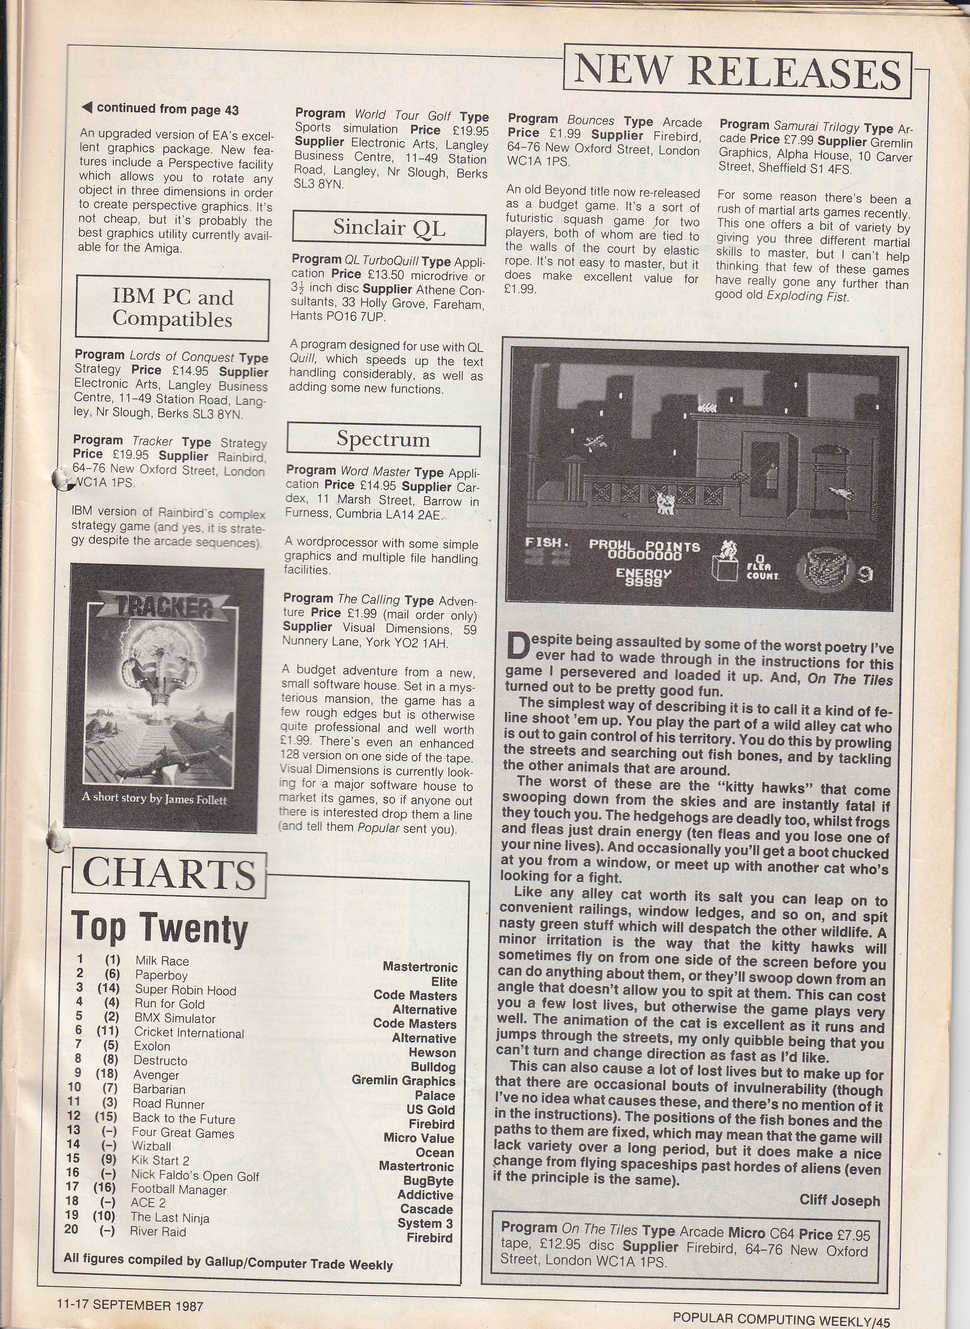 NEW RELEASES
◀ continued from page 43
An upgraded version of EA's excel-
lent graphics package. New fea-
tures include a Perspective facility
which allows you to rotate any
object in three dimensions in order
to create perspective graphics. It's
not cheap, but it's probably the
best graphics utility currently avail-
able for the Amiga.
IBM PC and
Compatibles
Program Lords of Conquest Type
Strategy Price £14.95 Supplier
Electronic Arts, Langley Business
Centre, 11–49 Station Road, Lang-
ley, Nr Slough, Berks SL3 8YN.
Program Tracker Type Strategy
Price £19.95 Supplier Rainbird,
64–76 New Oxford Street, London
WC1A 1PS.
IBM version of Rainbird's complex
strategy game (and yes, it is strate-
gy despite the arcade sequences).
TRACKER
A short story by James Follett
Program World Tour Golf Type
Sports simulation Price £19.95
Supplier Electronic Arts, Langley
Business Centre, 11–49 Station
Road, Langley, Nr Slough, Berks
SL3 8YN.
Sinclair QL
Program QL TurboQuill Type Appli-
cation Price £13.50 microdrive or
3½ inch disc Supplier Athene Con-
sultants, 33 Holly Grove, Fareham,
Hants PO16 7UP.
A program designed for use with QL
Quill, which speeds up the text
handling considerably, as well as
adding some new functions.
Spectrum
Program Word Master Type Appli-
cation Price £14.95 Supplier Car-
dex, 11 Marsh Street, Barrow in
Furness, Cumbria LA14 2AE.
A wordprocessor with some simple
graphics and multiple file handling
facilities.
Program The Calling Type Adven-
ture Price £1.99 (mail order only)
Supplier Visual Dimensions, 59
Nunnery Lane, York YO2 1AH.
A budget adventure from a new,
small software house. Set in a mys-
terious mansion, the game has a
few rough edges but is otherwise
quite professional and well worth
£1.99. There's even an enhanced
128 version on one side of the tape.
Visual Dimensions is currently look-
ing for a major software house to
market its games, so if anyone out
there is interested drop them a line
(and tell them Popular sent you).
Program Bounces Type Arcade
Price £1.99 Supplier Firebird,
64–76 New Oxford Street, London
WC1A 1PS.
An old Beyond title now re-released
as a budget game. It's a sort of
futuristic squash game for two
players, both of whom are tied to
the walls of the court by elastic
rope. It's not easy to master, but it
does make excellent value for
£1.99.
Program Samurai Trilogy Type Ar-
cade Price £7.99 Supplier Gremlin
Graphics, Alpha House, 10 Carver
Street, Sheffield S1 4FS.
For some reason there's been a
rush of martial arts games recently.
This one offers a bit of variety by
giving you three different martial
skills to master, but I can't help
thinking that few of these games
have really gone any further than
good old Exploding Fist.
FISH. PROWL POINTS
00000000
ENERGY
9999
0
FLEA
COUNT
9
Despite being assaulted by some of the worst poetry I've
ever had to wade through in the instructions for this
game I persevered and loaded it up. And, On The Tiles
turned out to be pretty good fun.
The simplest way of describing it is to call it a kind of fe-
line shoot 'em up. You play the part of a wild alley cat who
is out to gain control of his territory. You do this by prowling
the streets and searching out fish bones, and by tackling
the other animals that are around.
The worst of these are the "kitty hawks" that come
swooping down from the skies and are instantly fatal if
they touch you. The hedgehogs are deadly too, whilst frogs
and fleas just drain energy (ten fleas and you lose one of
your nine lives). And occasionally you'll get a boot chucked
at you from a window, or meet up with another cat who's
looking for a fight.
Like any alley cat worth its salt you can leap on to
convenient railings, window ledges, and so on, and spit
nasty green stuff which will despatch the other wildlife. A
minor irritation is the way that the kitty hawks will
sometimes fly on from one side of the screen before you
can do anything about them, or they'll swoop down from an
angle that doesn't allow you to spit at them. This can cost
you a few lost lives, but otherwise the game plays very
well. The animation of the cat is excellent as it runs and
jumps through the streets, my only quibble being that you
can't turn and change direction as fast as I'd like.
This can also cause a lot of lost lives but to make up for
that there are occasional bouts of invulnerability (though
I've no idea what causes these, and there's no mention of it
in the instructions). The positions of the fish bones and the
paths to them are fixed, which may mean that the game will
lack variety over a long period, but it does make a nice
change from flying spaceships past hordes of aliens (even
if the principle is the same).
Cliff Joseph
Program On The Tiles Type Arcade Micro C64 Price £7.95
tape, £12.95 disc Supplier Firebird, 64–76 New Oxford
Street, London WC1A 1PS.
CHARTS
Top Twenty
1 (1) Milk Race Mastertronic
2 (6) Paperboy Elite
3 (14) Super Robin Hood Code Masters
4 (4) Run for Gold Alternative
5 (2) BMX Simulator Code Masters
6 (11) Cricket International Alternative
7 (5) Exolon Hewson
8 (8) Destructo Bulldog
9 (18) Avenger Gremlin Graphics
10 (7) Barbarian Palace
11 (3) Road Runner US Gold
12 (15) Back to the Future Firebird
13 (–) Four Great Games Micro Value
14 (–) Wizball Ocean
15 (9) Kik Start 2 Mastertronic
16 (–) Nick Faldo's Open Golf BugByte
17 (16) Football Manager Addictive
18 (–) ACE 2 Cascade
19 (10) The Last Ninja System 3
20 (–) River Raid Firebird
All figures compiled by Gallup/Computer Trade Weekly
11-17 SEPTEMBER 1987
POPULAR COMPUTING WEEKLY/45